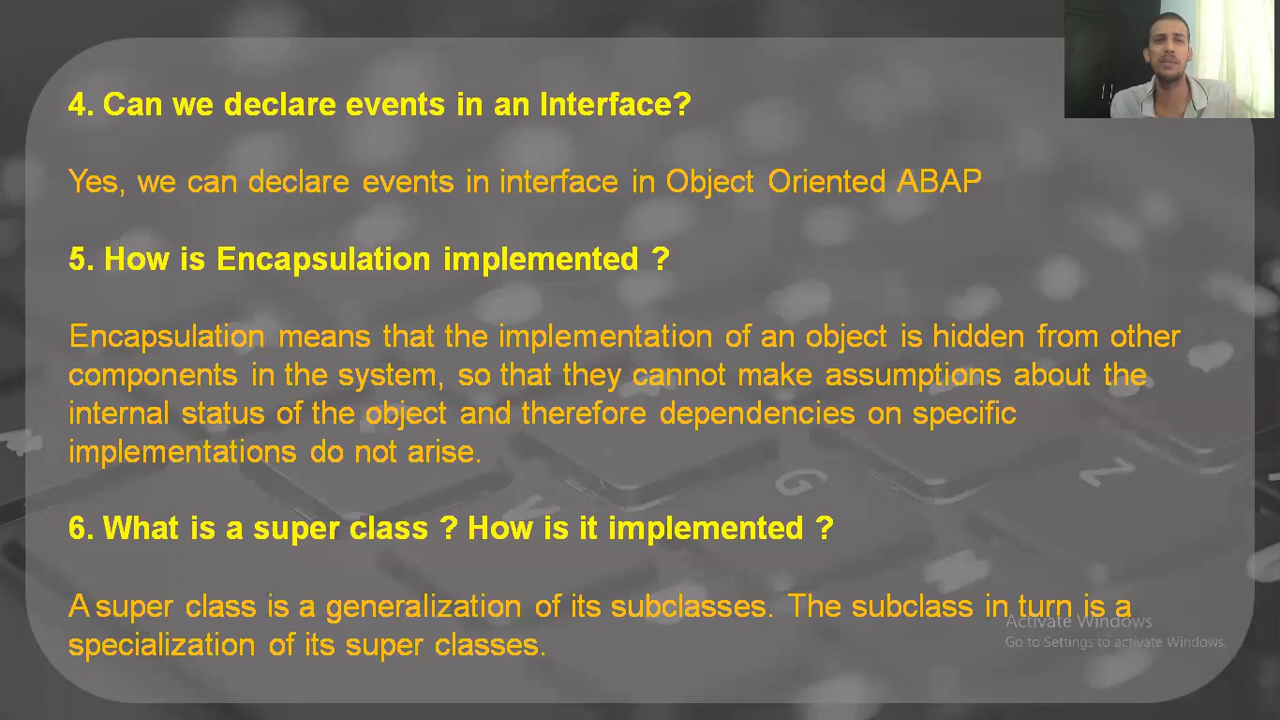 4. Can we declare events in an Interface?
Yes, we can declare events in interface in Object Oriented ABAP
5. How is Encapsulation implemented ?
Encapsulation means that the implementation of an object is hidden from other
components in the system, so that they cannot make assumptions about the
internal status of the object and therefore dependencies on specific
implementations do not arise.
6. What is a super class ? How is it implemented ?
A super class is a generalization of its subclasses. The subclass in turn is a
specialization of its super classes.
Activate Windows
Go to Settings to activate Windows.
G
Z